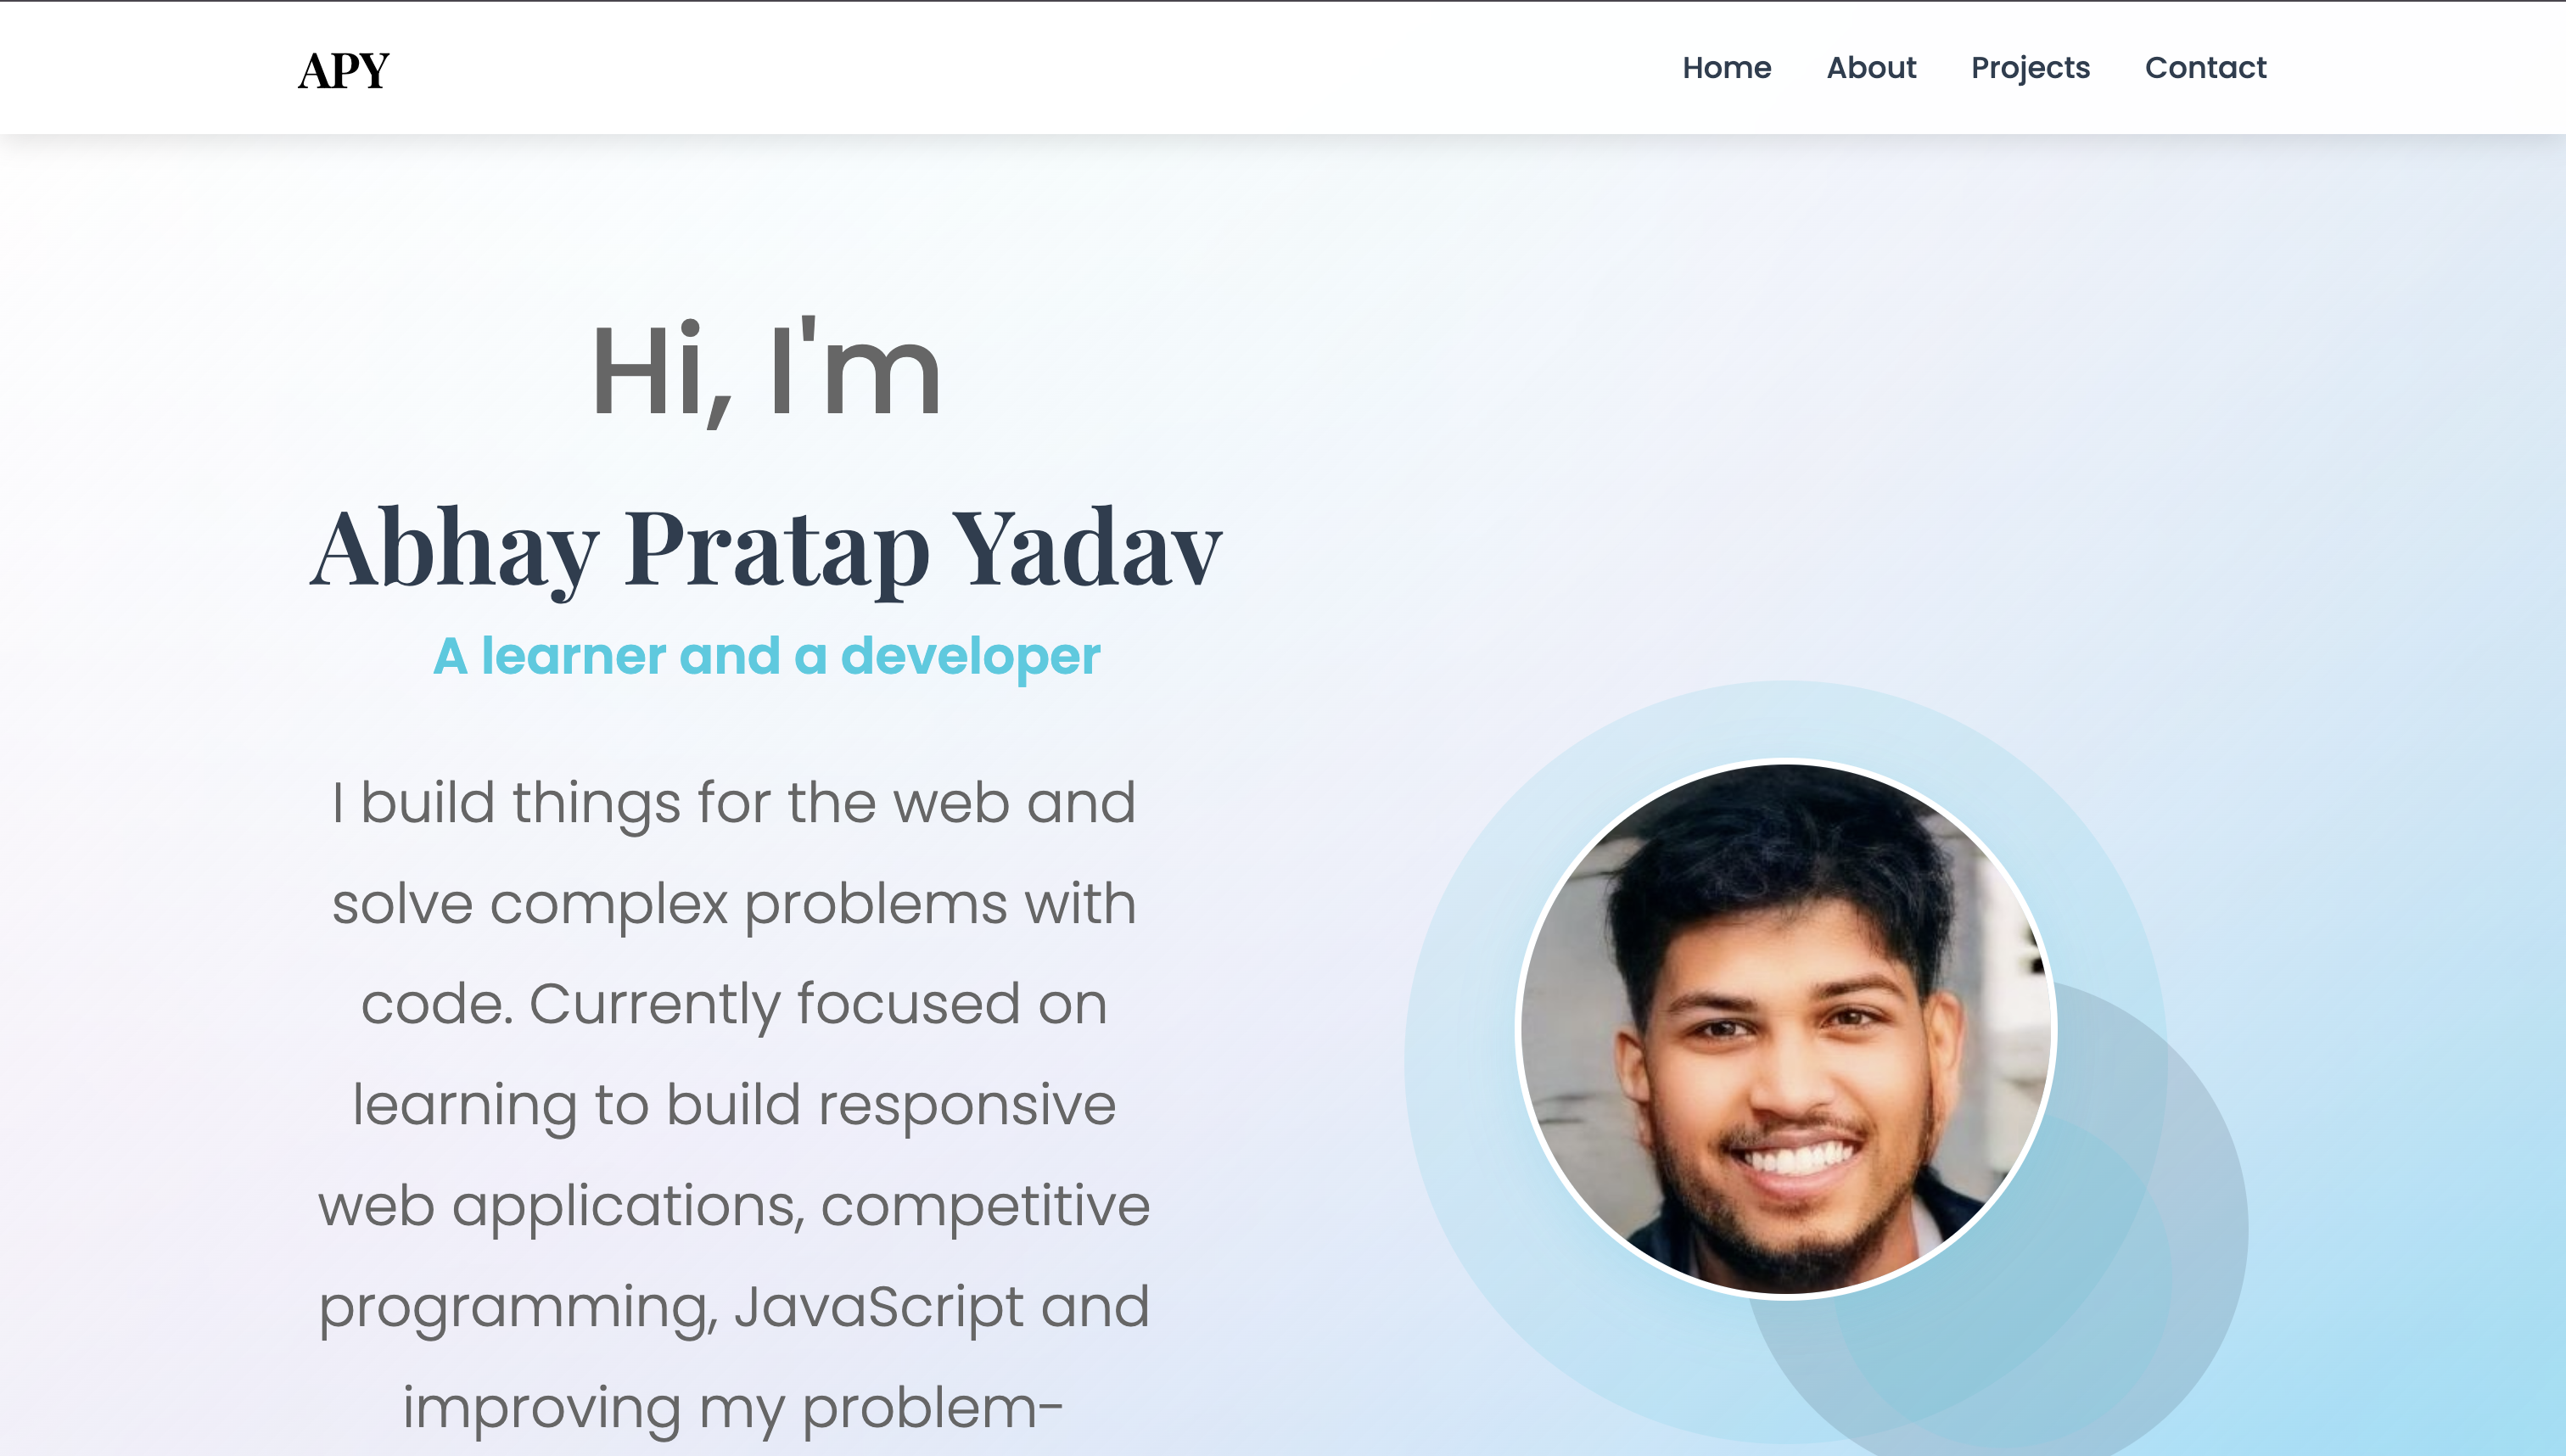 APY
Home About Projects Contact
Hi, I'm
Abhay Pratap Yadav
A learner and a developer
I build things for the web and
solve complex problems with
code. Currently focused on
learning to build responsive
web applications, competitive
programming, JavaScript and
improving my problem-